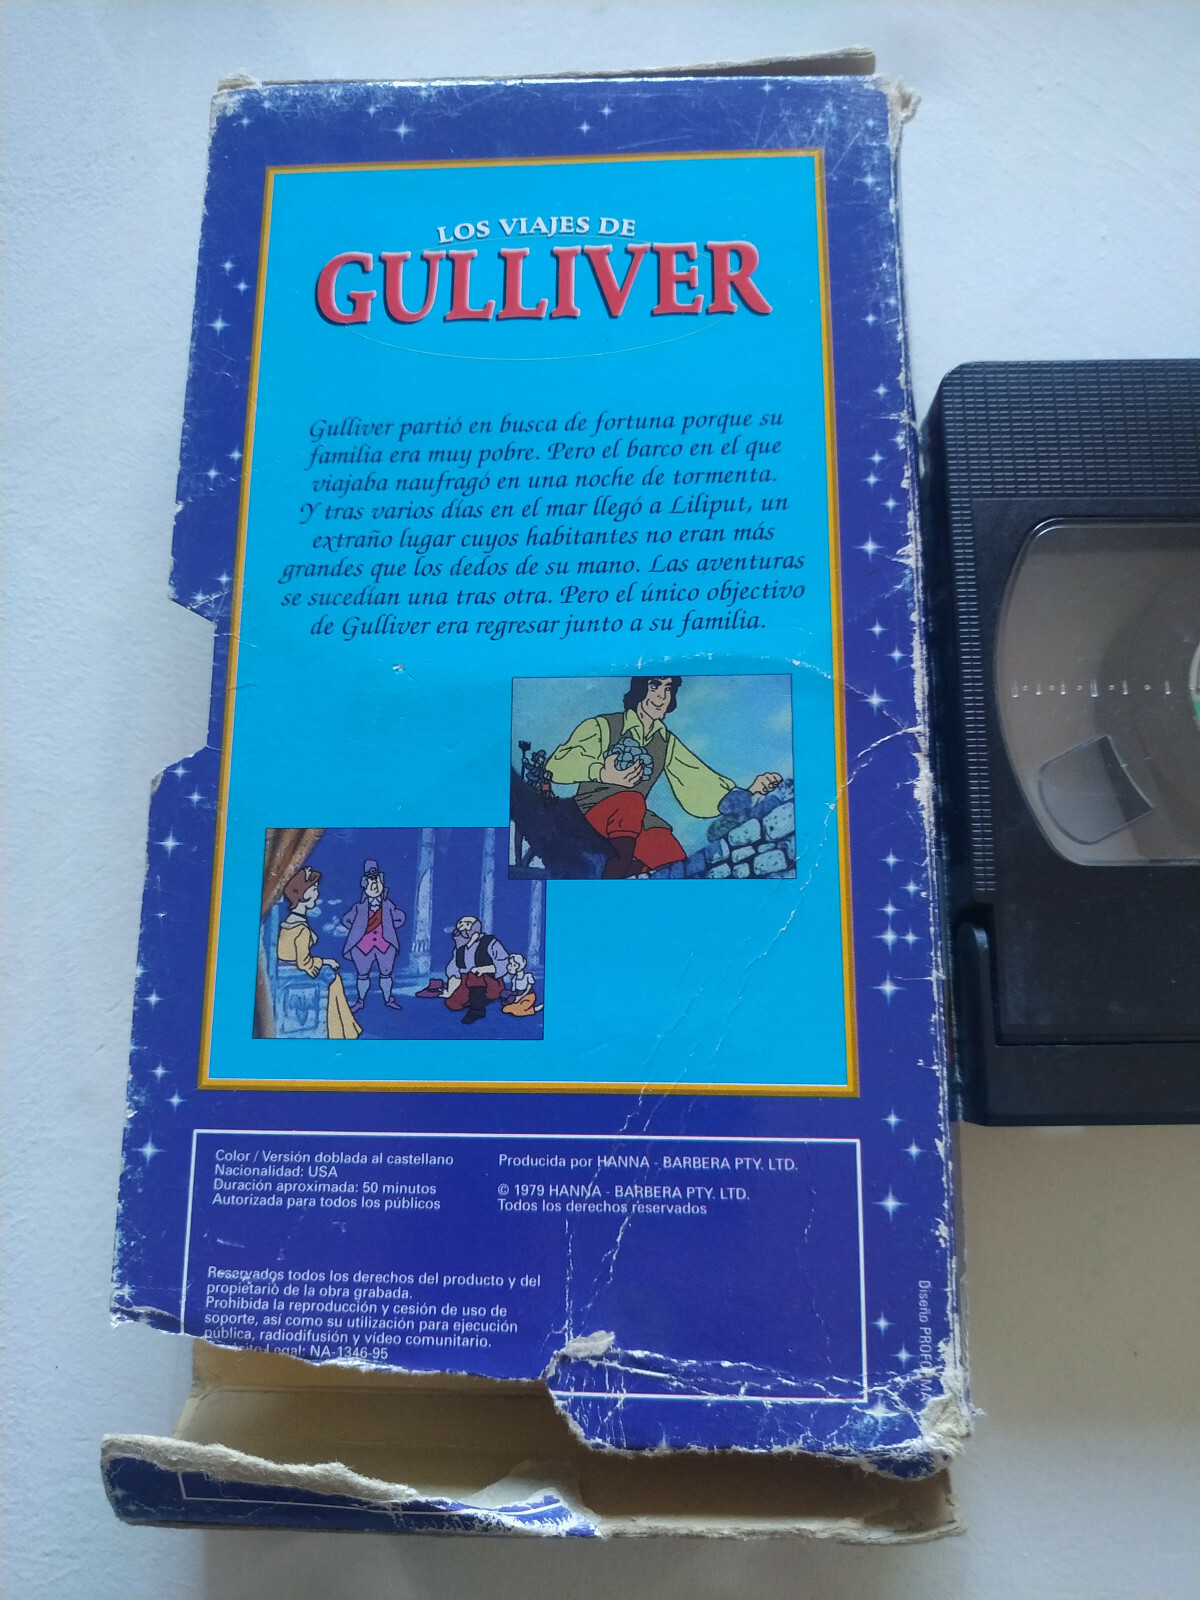 LOS VIAJES DE
GULLIVER
Gulliver partió en busca de fortuna porque su
familia era muy pobre. Pero el barco en el que
viajaba naufragó en una noche de tormenta.
Y tras varios días en el mar llegó a Liliput, un
extraño lugar cuyos habitantes no eran más
grandes que los dedos de su mano. Las aventuras
se sucedían una tras otra. Pero el único objectivo
de Gulliver era regresar junto a su familia.
Color / Versión doblada al castellano
Nacionalidad: USA
Duración aproximada: 50 minutos
Autorizada para todos los públicos
Producida por HANNA - BARBERA PTY. LTD.
© 1979 HANNA - BARBERA PTY. LTD.
Todos los derechos reservados
Reservados todos los derechos del producto y del
propietario de la obra grabada.
Prohibida la reproducción y cesión de uso de
soporte, así como su utilización para ejecución
pública, radiodifusión y vídeo comunitario.
Legal: NA-1346-95
Diseño